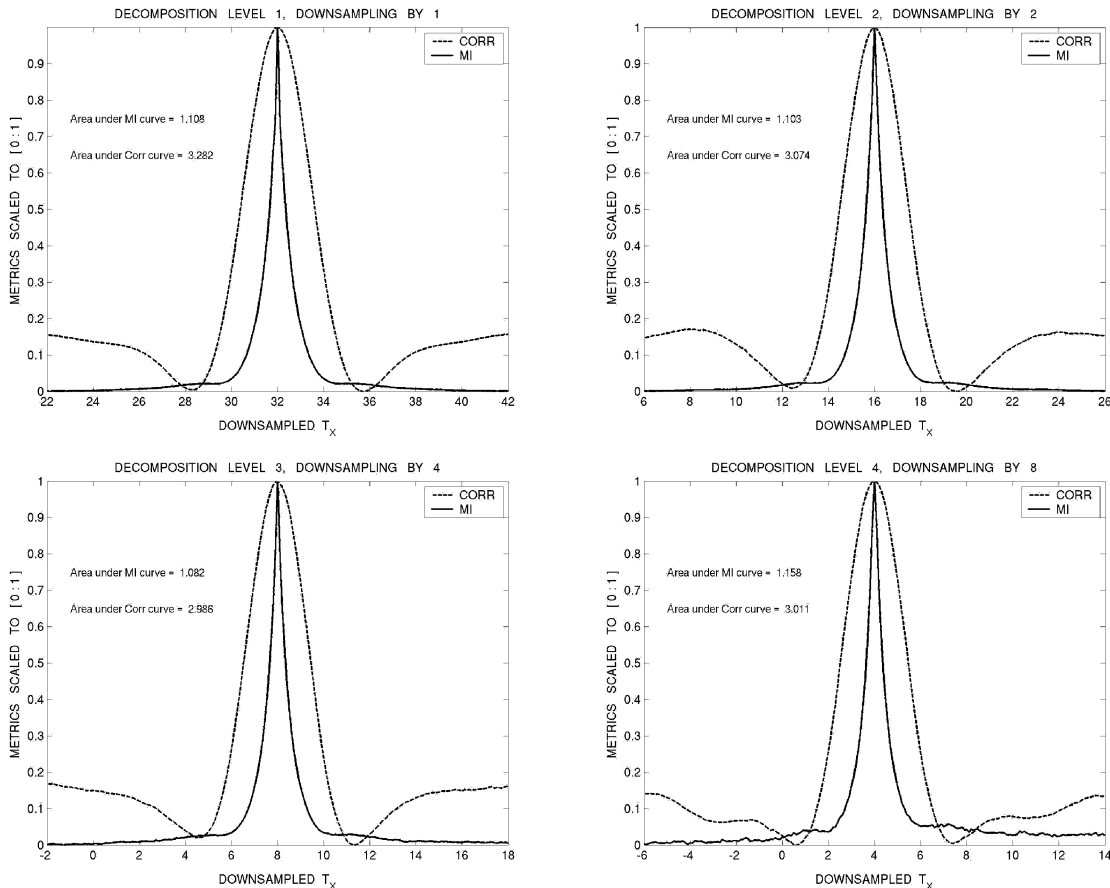 DECOMPOSITION LEVEL 1, DOWNSAMPLING BY 1
CORR
MI
Area under MI curve = 1.108
Area under Corr curve = 3.282
METRICS SCALED TO [0:1]
1
0.9
0.8
0.7
0.6
0.5
0.4
0.3
0.2
0.1
0
22 24 26 28 30 32 34 36 38 40 42
DOWNSAMPLED T_X
DECOMPOSITION LEVEL 2, DOWNSAMPLING BY 2
CORR
MI
Area under MI curve = 1.103
Area under Corr curve = 3.074
METRICS SCALED TO [0:1]
1
0.9
0.8
0.7
0.6
0.5
0.4
0.3
0.2
0.1
0
6 8 10 12 14 16 18 20 22 24 26
DOWNSAMPLED T_X
DECOMPOSITION LEVEL 3, DOWNSAMPLING BY 4
CORR
MI
Area under MI curve = 1.082
Area under Corr curve = 2.986
METRICS SCALED TO [0:1]
1
0.9
0.8
0.7
0.6
0.5
0.4
0.3
0.2
0.1
0
-2 0 2 4 6 8 10 12 14 16 18
DOWNSAMPLED T_X
DECOMPOSITION LEVEL 4, DOWNSAMPLING BY 8
CORR
MI
Area under MI curve = 1.158
Area under Corr curve = 3.011
METRICS SCALED TO [0:1]
1
0.9
0.8
0.7
0.6
0.5
0.4
0.3
0.2
0.1
0
-6 -4 -2 0 2 4 6 8 10 12 14
DOWNSAMPLED T_X